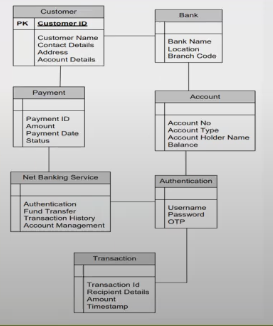 Customer
PK Customer ID
Customer Name
Contact Details
Address
Account Details
Bank
Bank Name
Location
Branch Code
Payment
Payment ID
Amount
Payment Date
Status
Account
Account No
Account Type
Account Holder Name
Balance
Net Banking Service
Authentication
Fund Transfer
Transaction History
Account Management
Authentication
Username
Password
OTP
Transaction
Transaction Id
Recipient Details
Amount
Timestamp